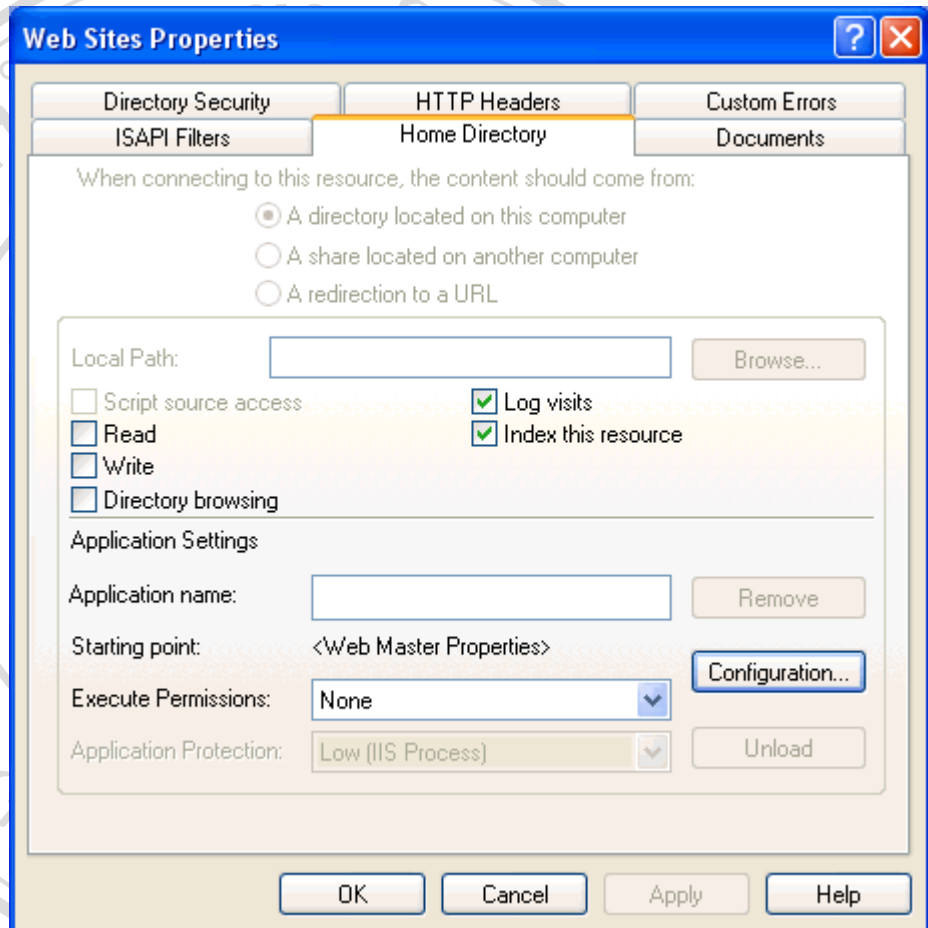 Web Sites Properties
Directory Security HTTP Headers Custom Errors
ISAPI Filters Home Directory Documents
When connecting to this resource, the content should come from:
A directory located on this computer
A share located on another computer
A redirection to a URL
Local Path: Browse...
Script source access Log visits
Read Index this resource
Write
Directory browsing
Application Settings
Application name: Remove
Starting point: <Web Master Properties>
Configuration...
Execute Permissions: None
Application Protection: Low (IIS Process) Unload
OK Cancel Apply Help